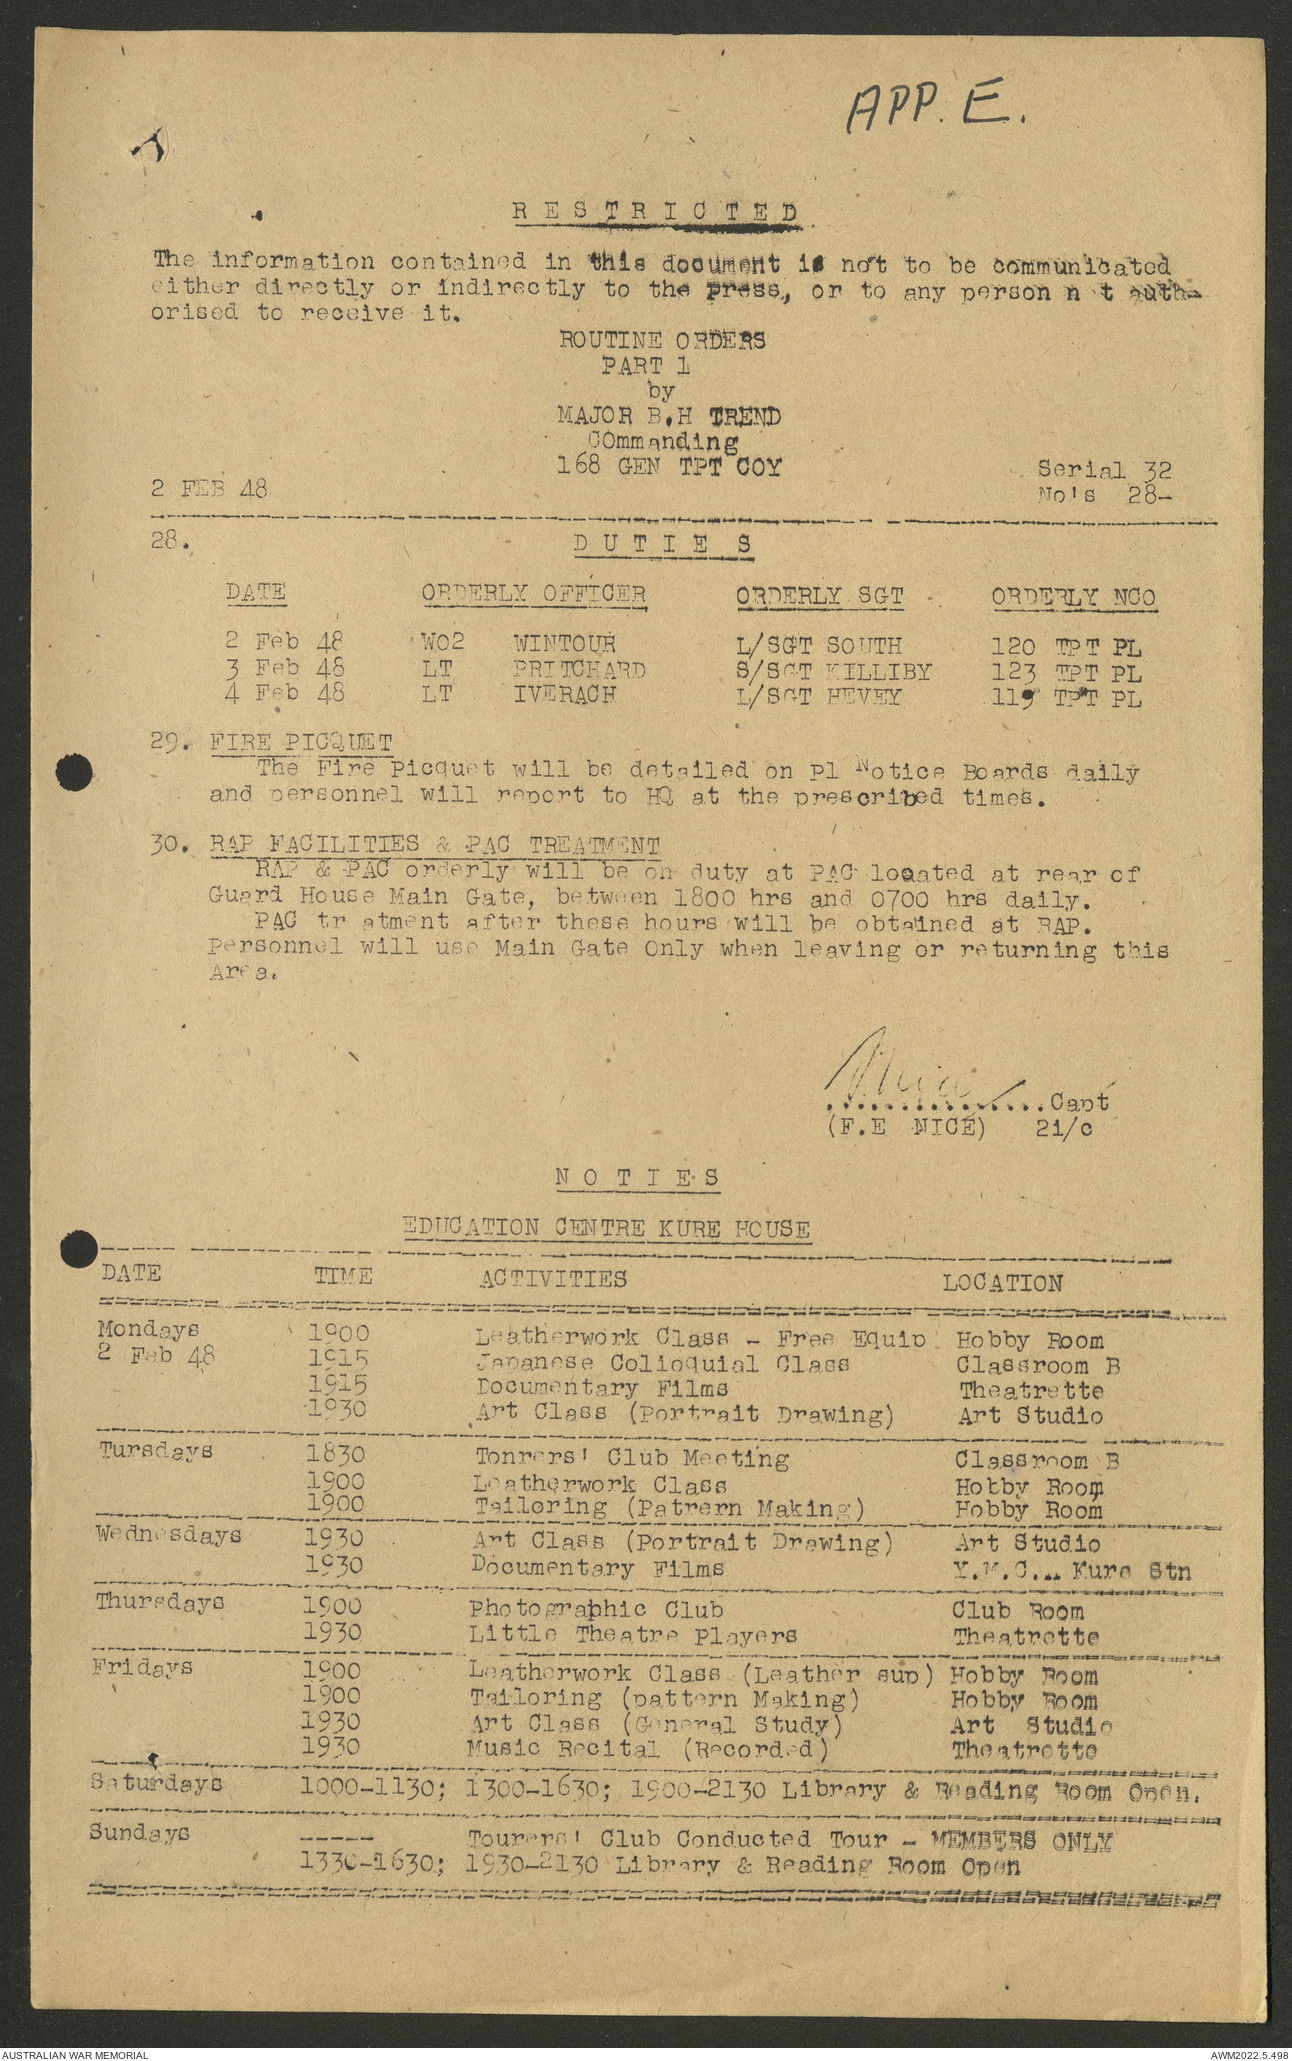 APP. E.
RESTRICTED
The information contained in this document is not to be communicated
either directly or indirectly to the press, or to any person n t auth-
orised to receive it.
ROUTINE ORDERS
PART 1
by
MAJOR B.H TREND
COmmanding
168 GEN TPT COY
Serial 32
2 FEB 48
No's 28-
28. DUTIES
DATE ORDERLY OFFICER ORDERLY SGT ORDERLY NCO
2 Feb 48 WO2 WINTOUR L/SGT SOUTH 120 TPT PL
3 Feb 48 LT PRITCHARD S/SGT KILLIBY 123 TPT PL
4 Feb 48 LT IVERACH L/SGT HEVEY 119 TPT PL
29. FIRE PICQUET
The Fire Picquet will be detailed on Pl Notice Boards daily
and personnel will report to HQ at the prescribed times.
30. RAP FACILITIES & PAC TREATMENT
RAP & PAC orderly will be on duty at PAC located at rear of
Guard House Main Gate, between 1800 hrs and 0700 hrs daily.
PAC tr atment after these hours will be obtained at RAP.
Personnel will use Main Gate Only when leaving or returning this
Area.
Nice
...............Capt
(F.E NICE) 2i/c
NOTIES
EDUCATION CENTRE KURE HOUSE
DATE TIME ACTIVITIES LOCATION
Mondays 1900 Leatherwork Class - Free Equip Hobby Room
2 Feb 48 1915 Japanese Colloquial Class Classroom B
1915 Documentary Films Theatrette
1930 Art Class (Portrait Drawing) Art Studio
Tursdays 1830 Tonrers' Club Meeting Classroom B
1900 Leatherwork Class Hobby Room
1900 Tailoring (Patrern Making) Hobby Room
Wednesdays 1930 Art Class (Portrait Drawing) Art Studio
1930 Documentary Films Y.M.C.A. Kure Stn
Thursdays 1900 Photographic Club Club Room
1930 Little Theatre Players Theatrette
Fridays 1900 Leatherwork Class (Leather sup) Hobby Room
1900 Tailoring (pattern Making) Hobby Room
1930 Art Class (General Study) Art Studio
1930 Music Recital (Recorded) Theatrette
Saturdays 1000-1130; 1300-1630; 1900-2130 Library & Reading Room Open.
Sundays ----- Tourers' Club Conducted Tour - MEMBERS ONLY
1330-1630; 1930-2130 Library & Reading Room Open
AUSTRALIAN WAR MEMORIAL
AWM2022.5.498